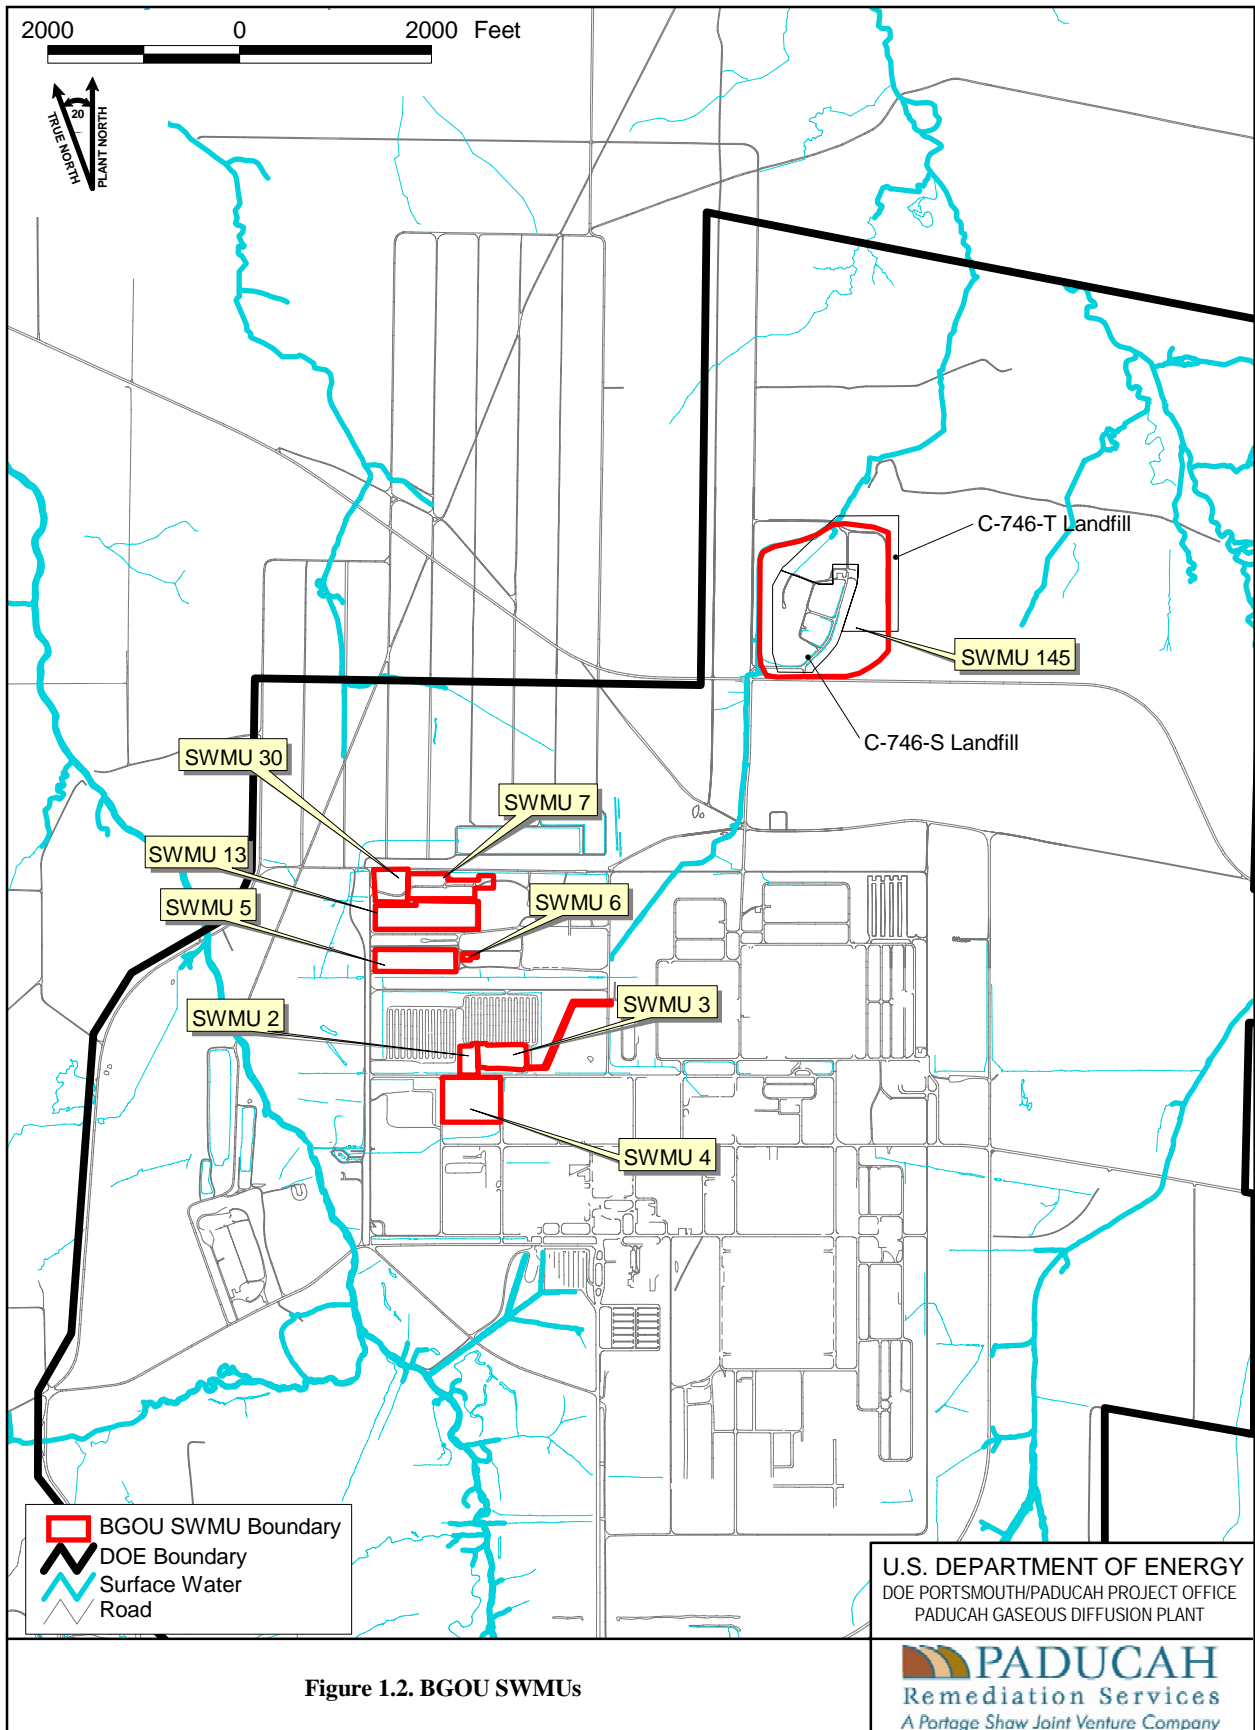 2000 0 2000 Feet
20
TRUE NORTH
PLANT NORTH
C-746-T Landfill
SWMU 145
C-746-S Landfill
SWMU 30
SWMU 7
SWMU 13
SWMU 5
SWMU 6
SWMU 2
SWMU 3
SWMU 4
BGOU SWMU Boundary
DOE Boundary
Surface Water
Road
U.S. DEPARTMENT OF ENERGY
DOE PORTSMOUTH/PADUCAH PROJECT OFFICE
PADUCAH GASEOUS DIFFUSION PLANT
Figure 1.2. BGOU SWMUs
PADUCAH
Remediation Services
A Portage Shaw Joint Venture Company